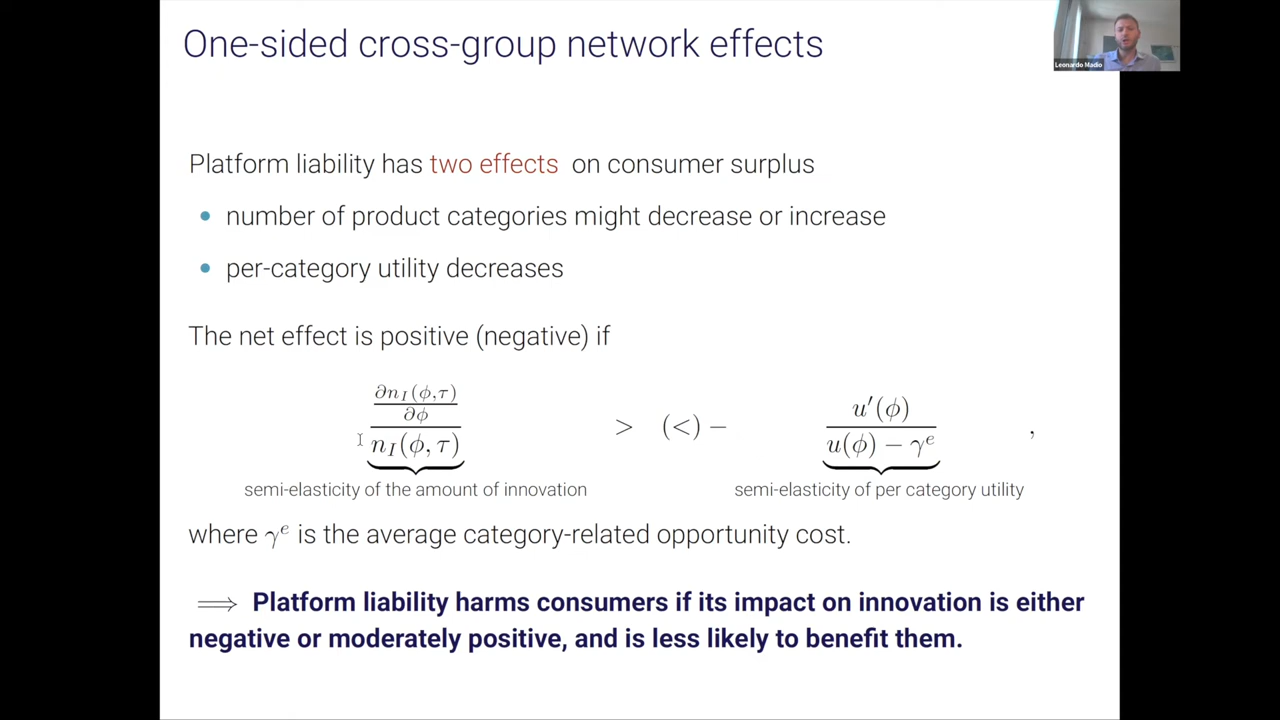 One-sided cross-group network effects
Leonardo Madio
Platform liability has two effects on consumer surplus
• number of product categories might decrease or increase
• per-category utility decreases
The net effect is positive (negative) if
∂n_I(ϕ,τ)
∂ϕ
n_I(ϕ, τ)
> (<) −
u′(ϕ)
u(ϕ) − γ^e
,
semi-elasticity of the amount of innovation
semi-elasticity of per category utility
where γ^e is the average category-related opportunity cost.
⟹ Platform liability harms consumers if its impact on innovation is either
negative or moderately positive, and is less likely to benefit them.